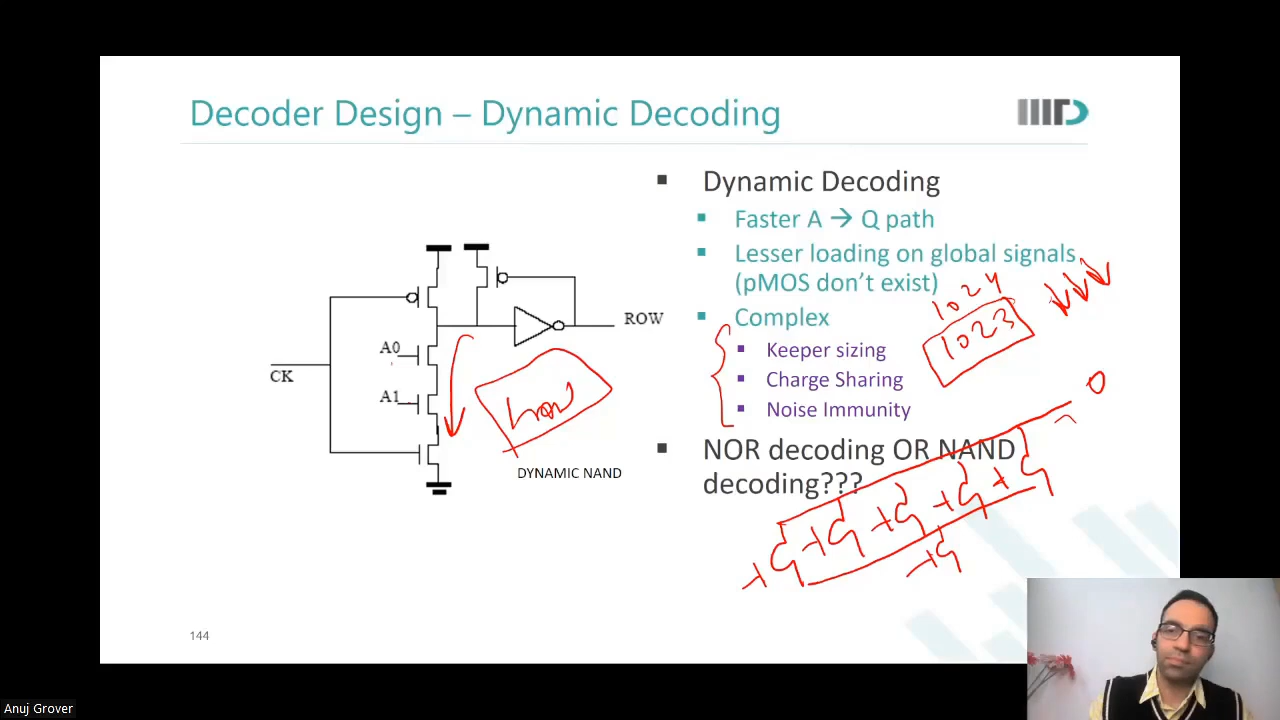 Decoder Design – Dynamic Decoding
▪ Dynamic Decoding
▪ Faster A → Q path
▪ Lesser loading on global signals
(pMOS don't exist)
1024
▪ Complex
1023
▪ Keeper sizing
▪ Charge Sharing
▪ Noise Immunity
0
▪ NOR decoding OR NAND
decoding???
ROW
A0
CK
A1
DYNAMIC NAND
144
Anuj Grover